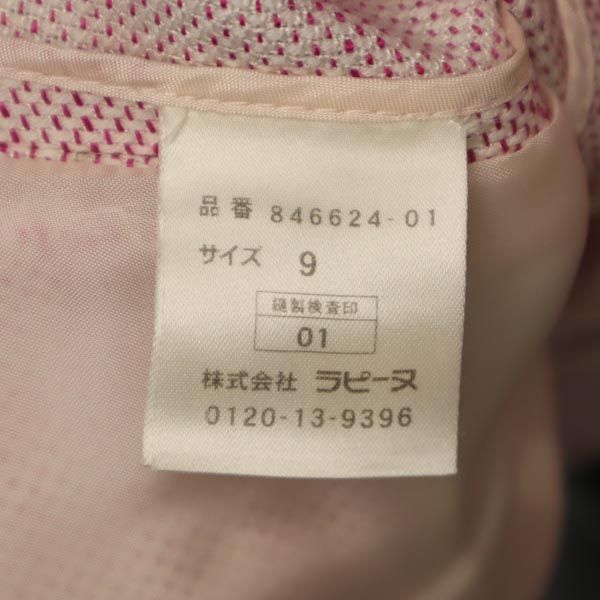 品番 846624-01
サイズ 9
縫製検査印
01
株式会社 ラピーヌ
0120-13-9396